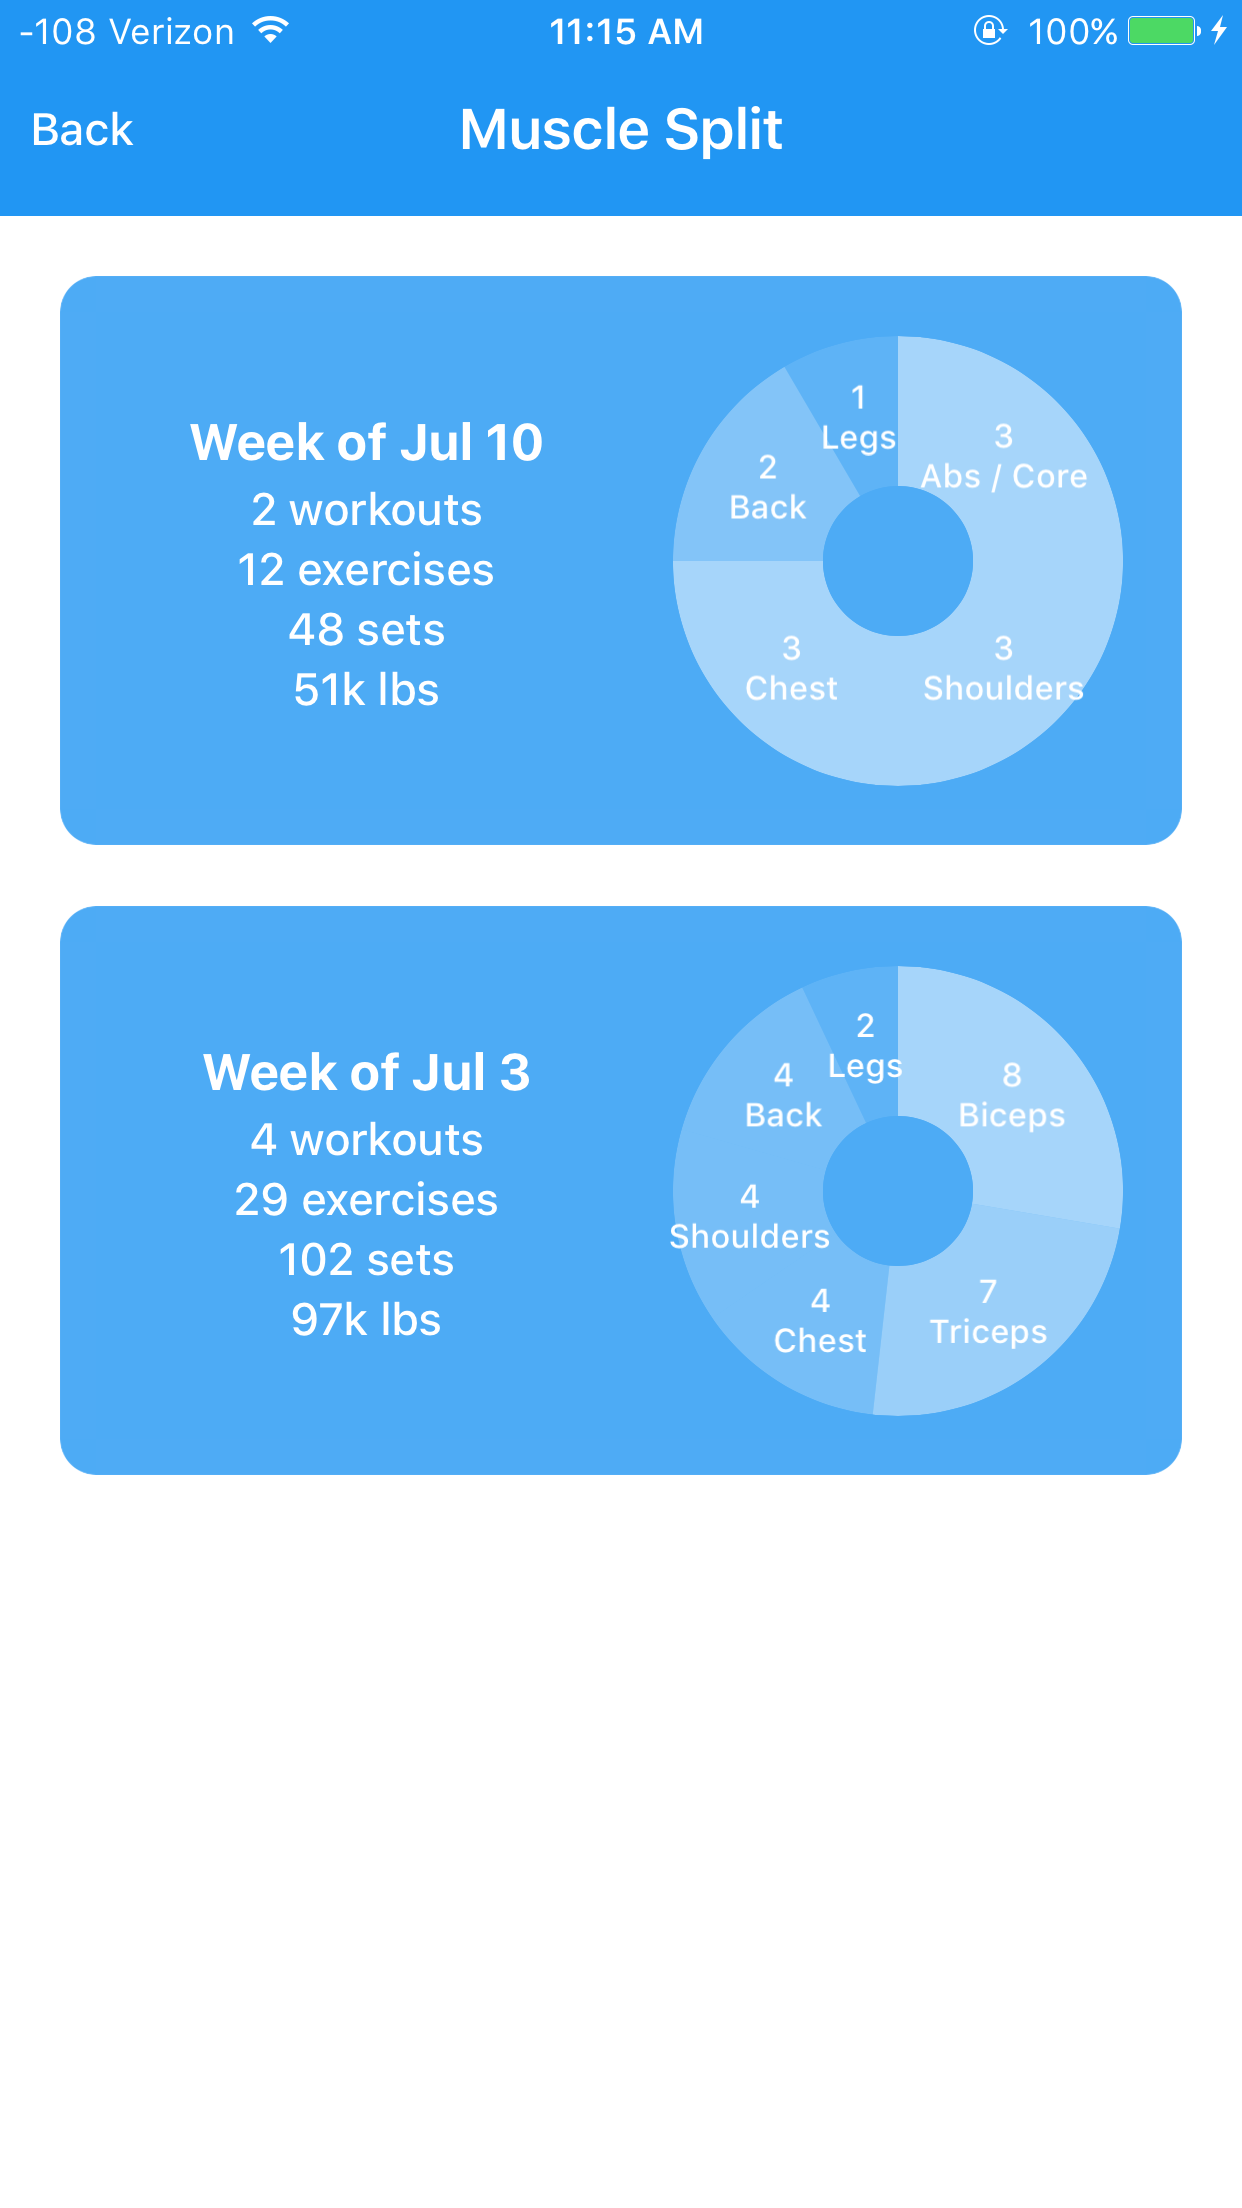 -108 Verizon 11:15 AM 100%
Back Muscle Split
Week of Jul 10
2 workouts
12 exercises
48 sets
51k lbs
1
Legs
3
Abs / Core
2
Back
3
Chest
3
Shoulders
Week of Jul 3
4 workouts
29 exercises
102 sets
97k lbs
2
Legs
8
Biceps
4
Back
4
Shoulders
7
Triceps
4
Chest